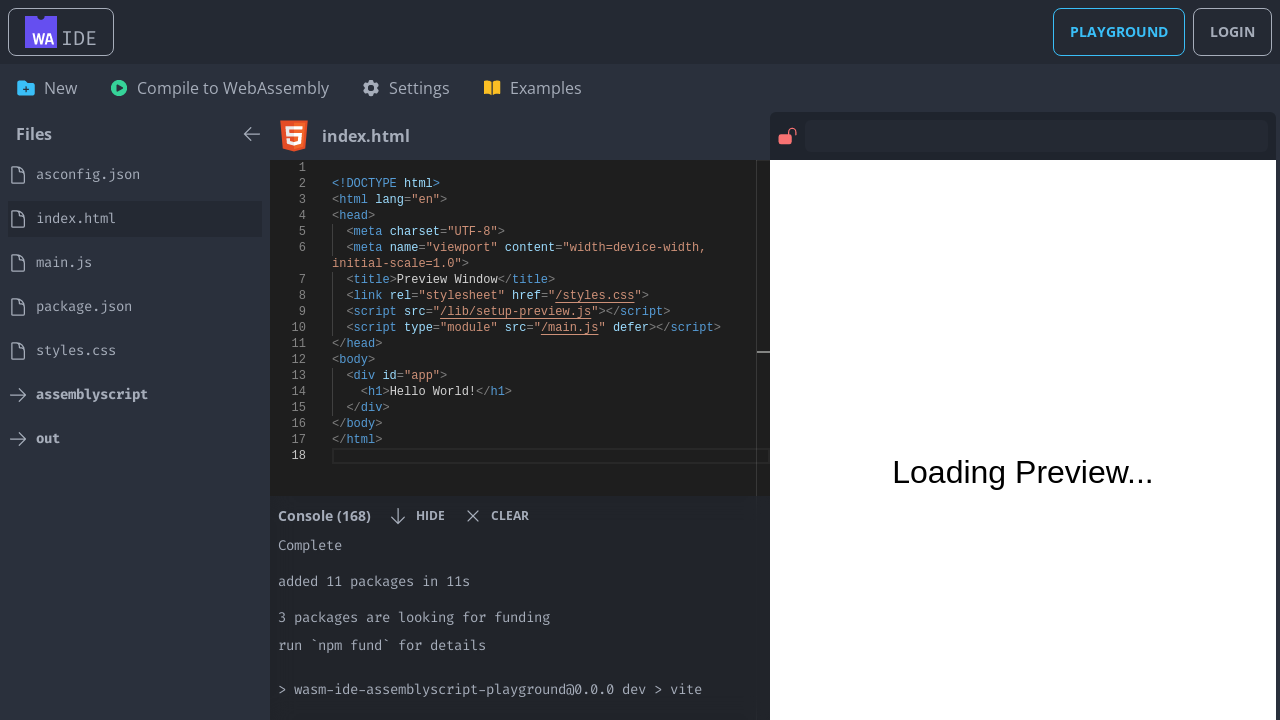 WA IDE
PLAYGROUND
LOGIN
New
Compile to WebAssembly
Settings
Examples
Files
asconfig.json
index.html
main.js
package.json
styles.css
assemblyscript
out
index.html
1
2 <!DOCTYPE html>
3 <html lang="en">
4 <head>
5 <meta charset="UTF-8">
6 <meta name="viewport" content="width=device-width,
initial-scale=1.0">
7 <title>Preview Window</title>
8 <link rel="stylesheet" href="/styles.css">
9 <script src="/lib/setup-preview.js"></script>
10 <script type="module" src="/main.js" defer></script>
11 </head>
12 <body>
13 <div id="app">
14 <h1>Hello World!</h1>
15 </div>
16 </body>
17 </html>
18
Console (168)
HIDE
CLEAR
Complete
added 11 packages in 11s
3 packages are looking for funding
run `npm fund` for details
> wasm-ide-assemblyscript-playground@0.0.0 dev > vite
Loading Preview...